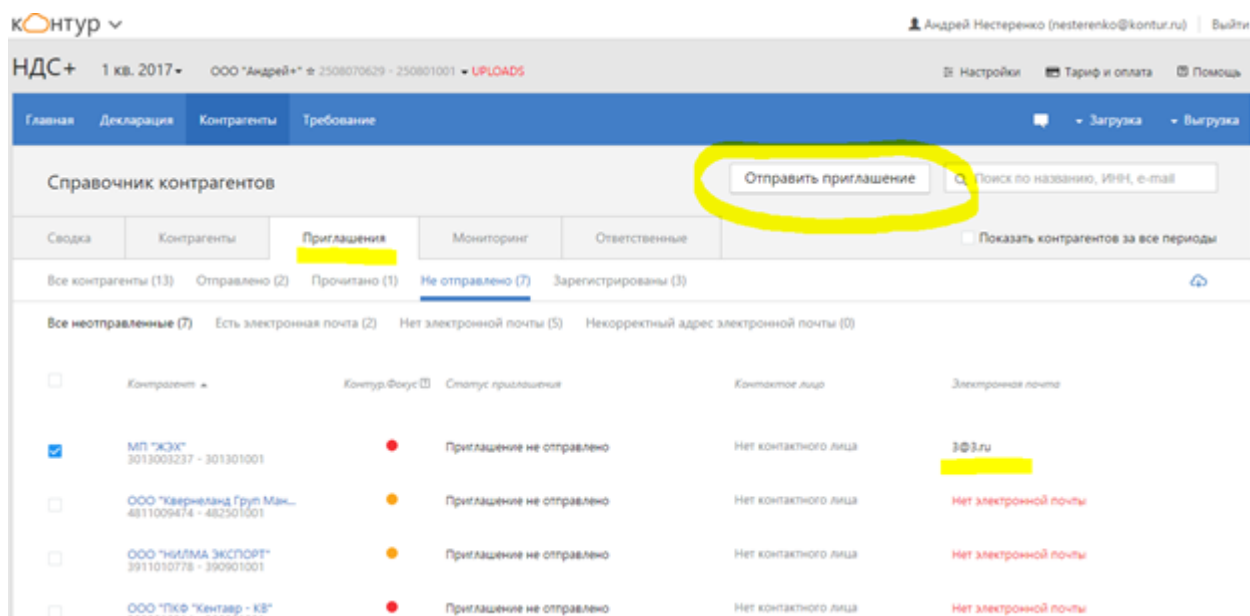 контур
Андрей Нестеренко (nesterenko@kontur.ru) Выйти
НДС+ 1 кв. 2017 ООО "Андрей+" 2508070629 - 250801001 UPLOADS Настройки Тариф и оплата Помощь
Главная Декларация Контрагенты Требование Загрузка Выгрузка
Справочник контрагентов Отправить приглашение Поиск по названию, ИНН, e-mail
Сводка Контрагенты Приглашения Мониторинг Ответственные Показать контрагентов за все периоды
Все контрагенты (13) Отправлено (2) Прочитано (1) Не отправлено (7) Зарегистрированы (3)
Все неотправленные (7) Есть электронная почта (2) Нет электронной почты (5) Некорректный адрес электронной почты (0)
Контрагент Контур.Фокус Статус приглашения Контактое лицо Электронная почта
МП "ЖЭХ" Приглашение не отправлено Нет контактного лица 3@3.ru
3013003237 - 301301001
ООО "Квернеланд Груп Ман... Приглашение не отправлено Нет контактного лица Нет электронной почты
4811009474 - 482501001
ООО "НИЛМА ЭКСПОРТ" Приглашение не отправлено Нет контактного лица Нет электронной почты
3911010778 - 390901001
ООО "ПКФ "Кентавр - КВ" Приглашение не отправлено Нет контактного лица Нет электронной почты